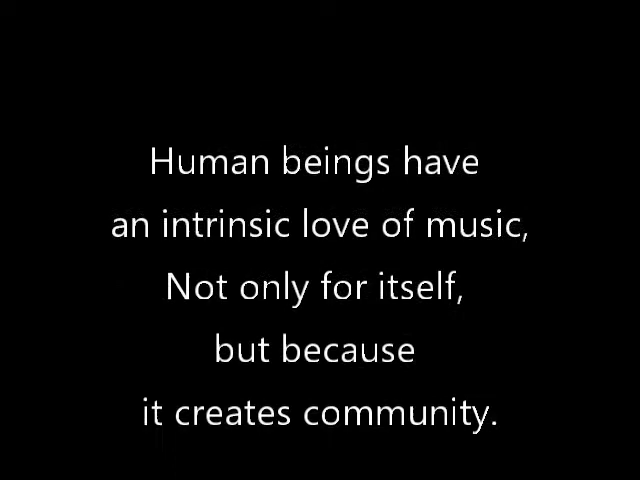 Human beings have
an intrinsic love of music,
Not only for itself,
but because
it creates community.